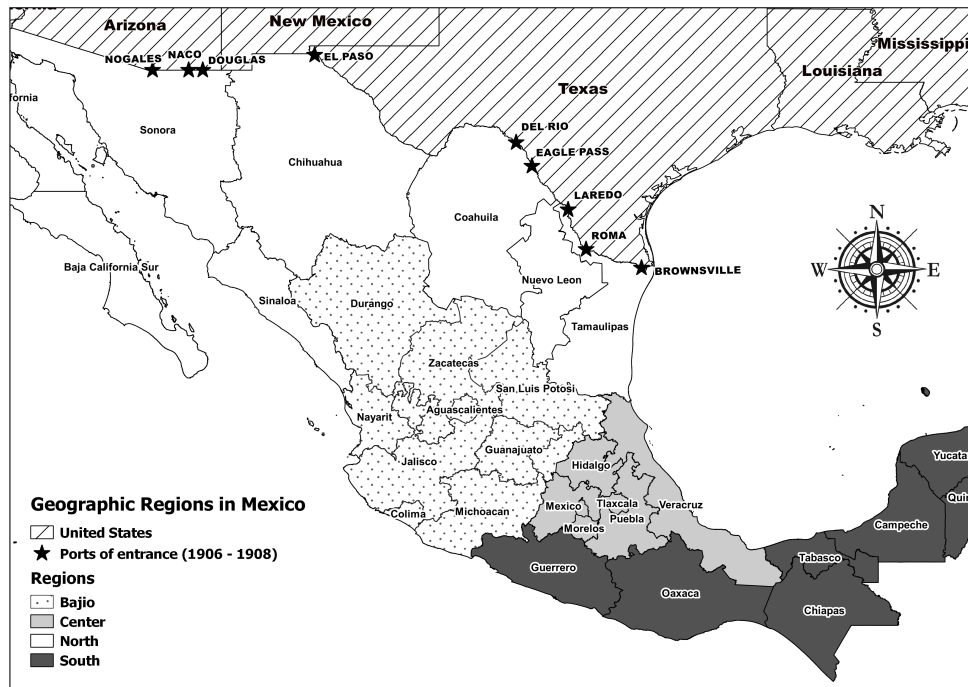 Arizona
New Mexico
Mississippi
NOGALES
NACO
DOUGLAS
EL PASO
Louisiana
Texas
fornia
Sonora
DEL RIO
Chihuahua
EAGLE PASS
LAREDO
Coahuila
ROMA
N
W
E
S
Baja California Sur
BROWNSVILLE
Sinaloa
Nuevo Leon
Durango
Tamaulipas
Zacatecas
San Luis Potosi
Nayarit
Aguascalientes
Guanajuato
Yucata
Jalisco
Hidalgo
Quin
Geographic Regions in Mexico
Colima
Michoacan
Mexico
Tlaxcala
Veracruz
Puebla
Morelos
Campeche
United States
Ports of entrance (1906 - 1908)
Tabasco
Guerrero
Regions
Oaxaca
Bajio
Chiapas
Center
North
South